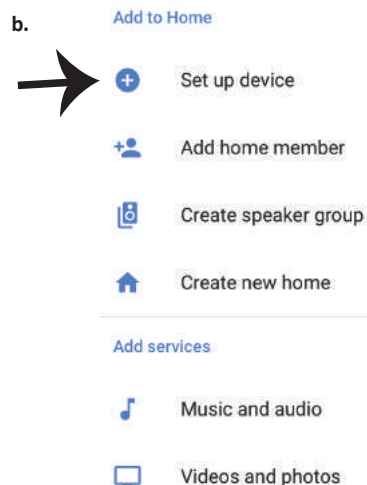 b.
Add to Home
Set up device
Add home member
Create speaker group
Create new home
Add services
Music and audio
Videos and photos